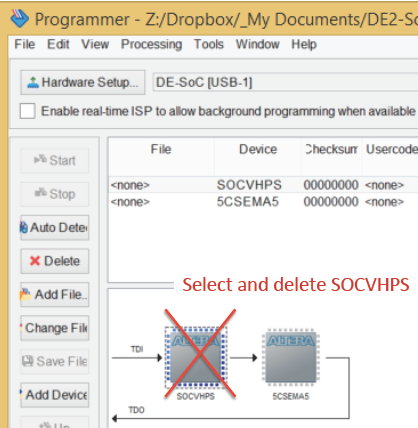 Programmer - Z:/Dropbox/_My Documents/DE2-So
File Edit View Processing Tools Window Help
Hardware Setup... DE-SoC [USB-1]
Enable real-time ISP to allow background programming when available
File Device Checksum Usercode
Start
<none> SOCVHPS 00000000 <none>
<none> 5CSEMA5 00000000 <none>
Stop
Auto Dete
Delete
Select and delete SOCVHPS
Add File..
Change File
Save File
Add Device
Up
TDI
ALTERA ALTERA
SOCVHPS 5CSEMA5
TDO